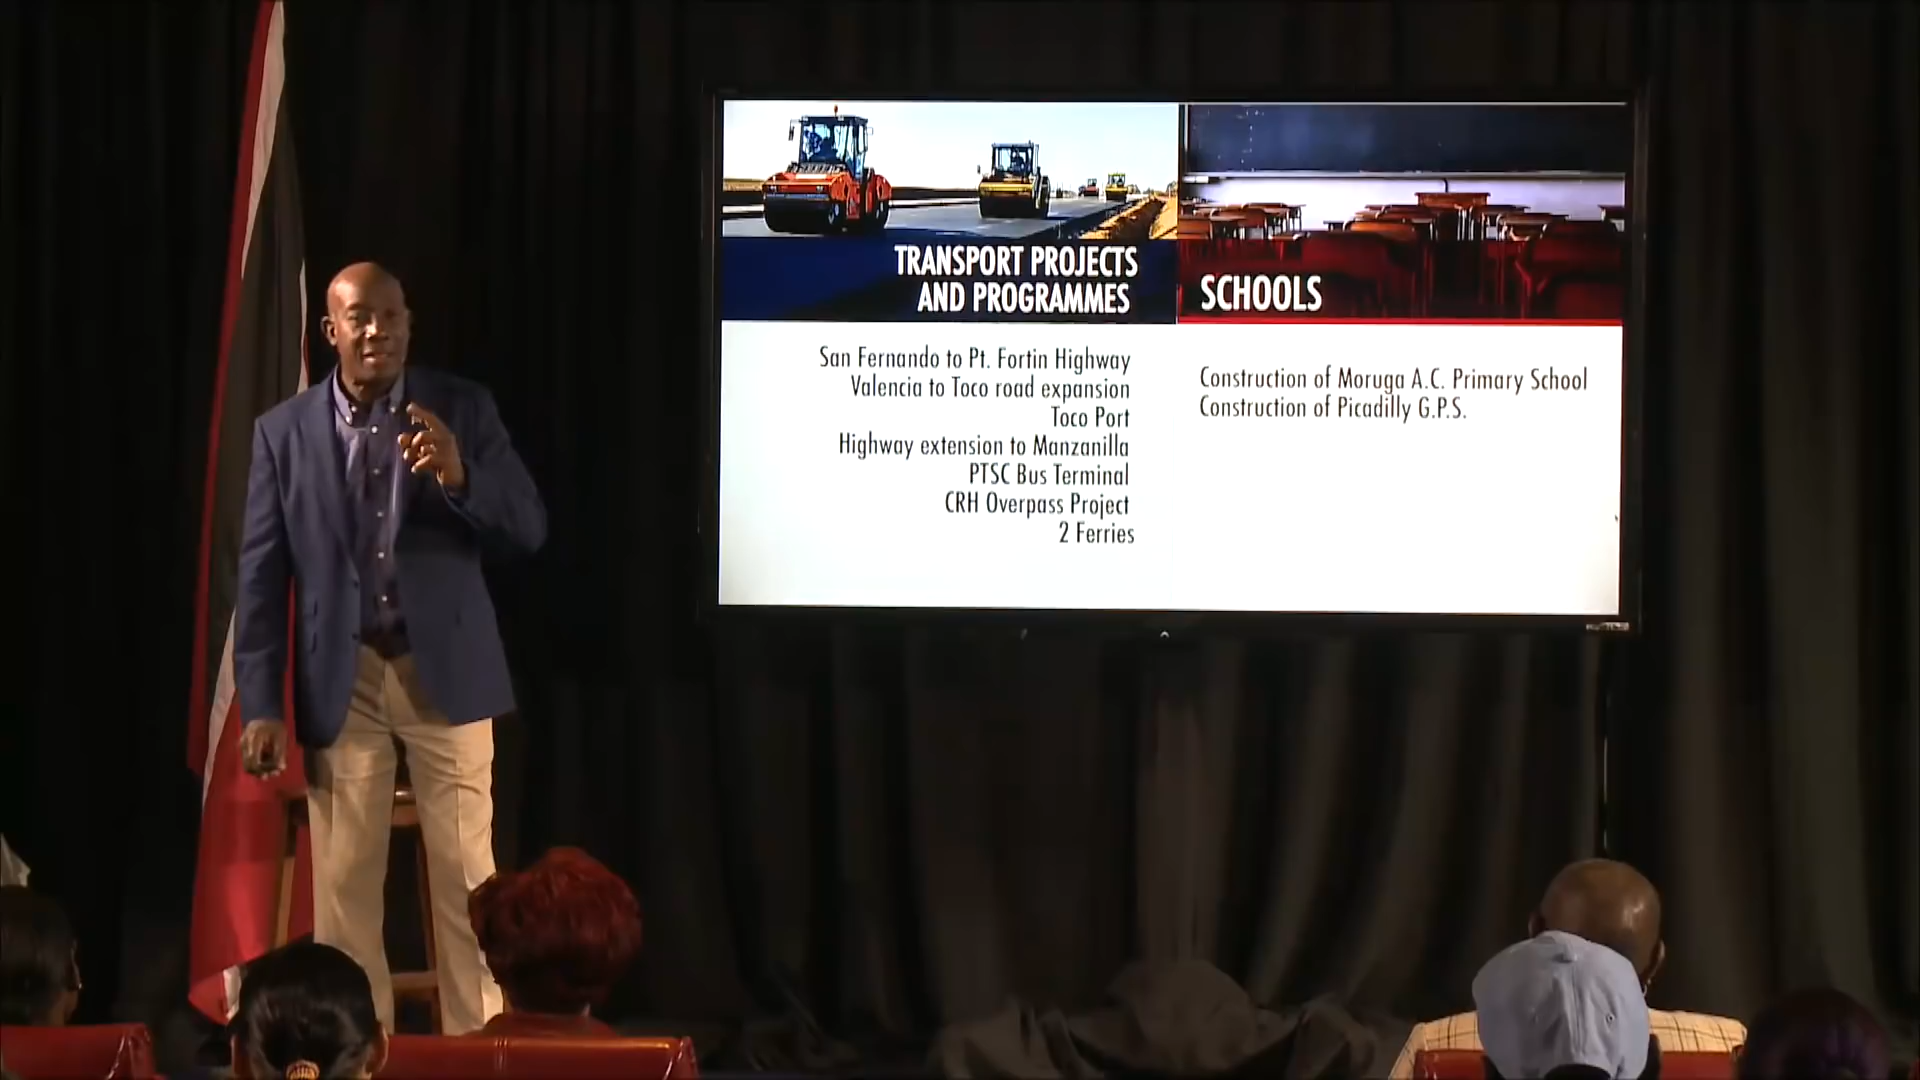 TRANSPORT PROJECTS
AND PROGRAMMES
San Fernando to Pt. Fortin Highway
Valencia to Toco road expansion
Toco Port
Highway extension to Manzanilla
PTSC Bus Terminal
CRH Overpass Project
2 Ferries
SCHOOLS
Construction of Moruga A.C. Primary School
Construction of Picadilly G.P.S.